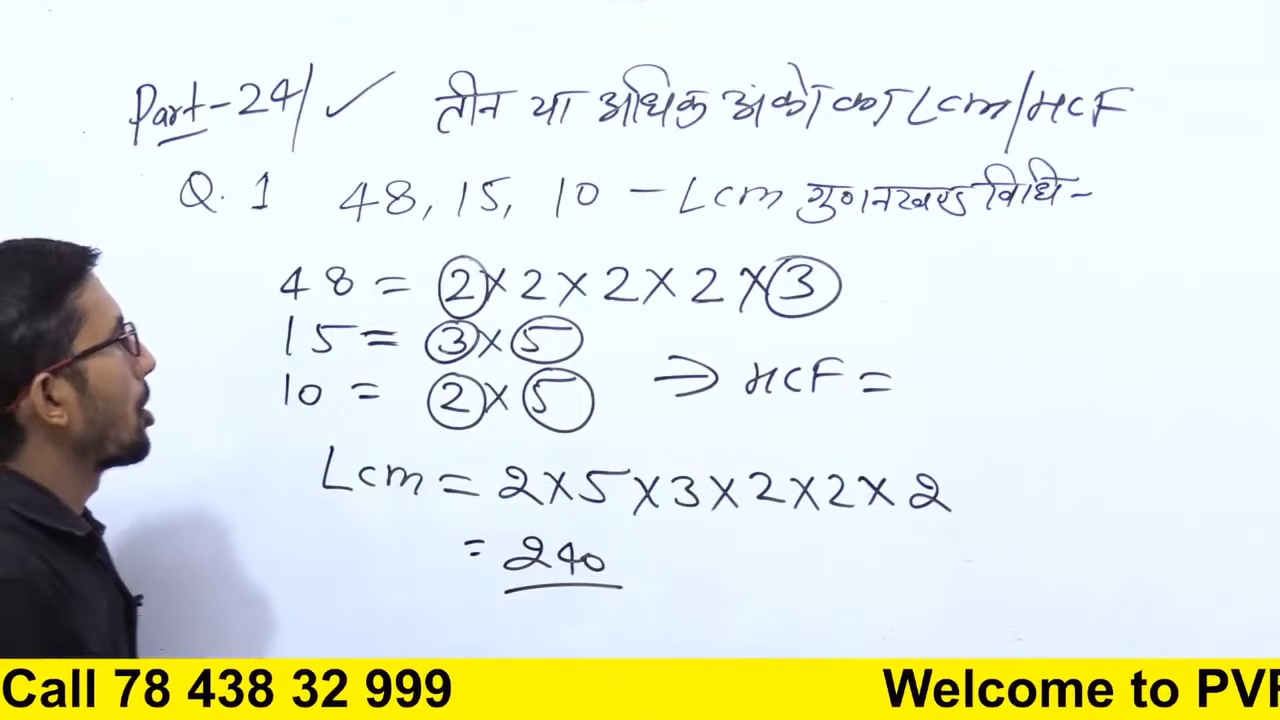 Part-24/ ✓ तीन या अधिक अंको का Lcm/HCF
Q. 1 48, 15, 10 – Lcm गुणनखण्ड विधि -
48 = 2×2×2×2×3
15 = 3×5
10 = 2×5 ⇒ HCF =
Lcm = 2×5×3×2×2×2
= 240
Call 78 438 32 999 Welcome to PVF